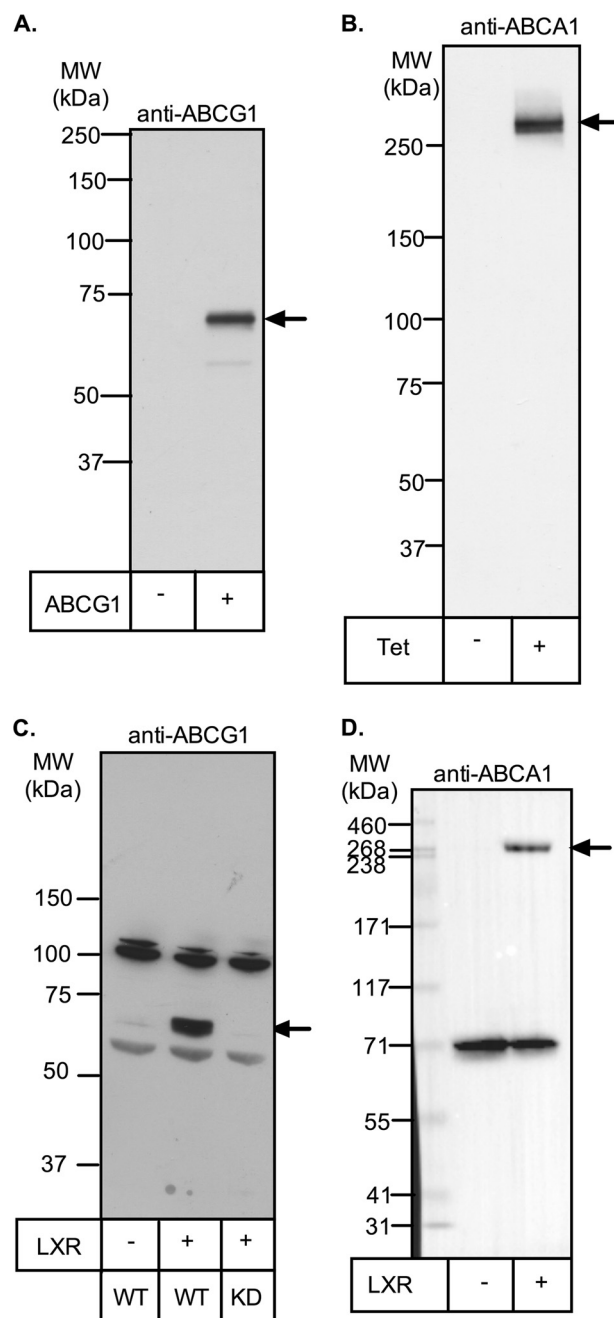 A.
MW
(kDa)
anti-ABCG1
250
150
100
75
50
37
ABCG1 - +
B.
anti-ABCA1
MW
(kDa)
250
150
100
75
50
37
Tet - +
C.
anti-ABCG1
MW
(kDa)
150
100
75
50
37
LXR - + +
WT WT KD
D.
MW
(kDa)
anti-ABCA1
460
268
238
171
117
71
55
41
31
LXR - +